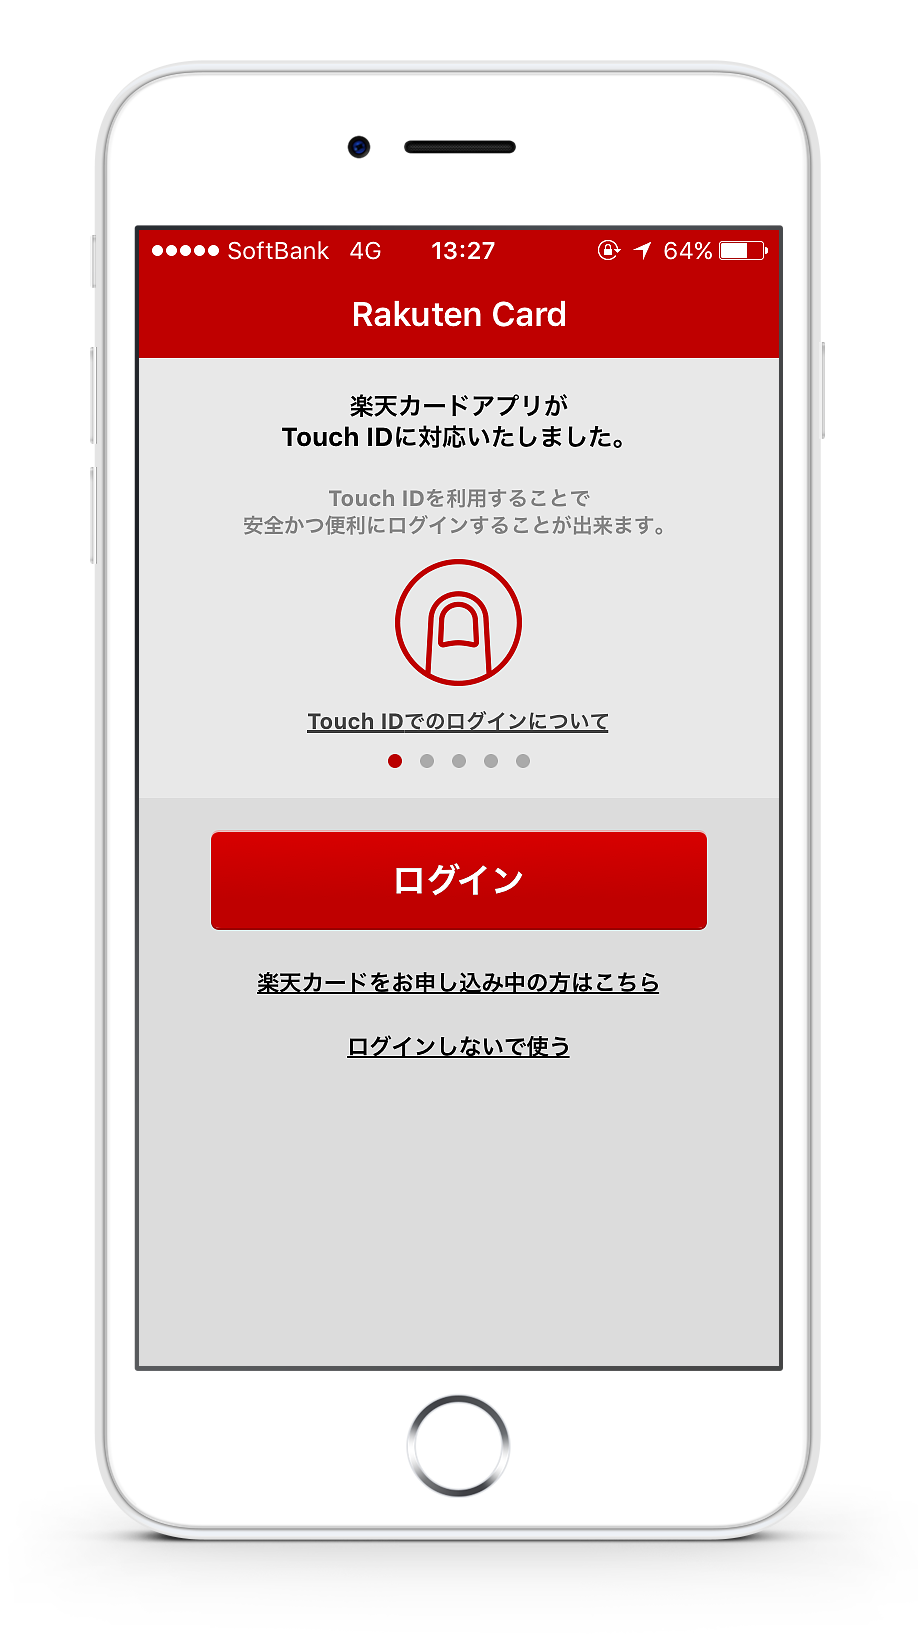 SoftBank 4G 13:27 64%
Rakuten Card
楽天カードアプリが
Touch IDに対応いたしました。
Touch IDを利用することで
安全かつ便利にログインすることが出来ます。
Touch IDでのログインについて
ログイン
楽天カードをお申し込み中の方はこちら
ログインしないで使う